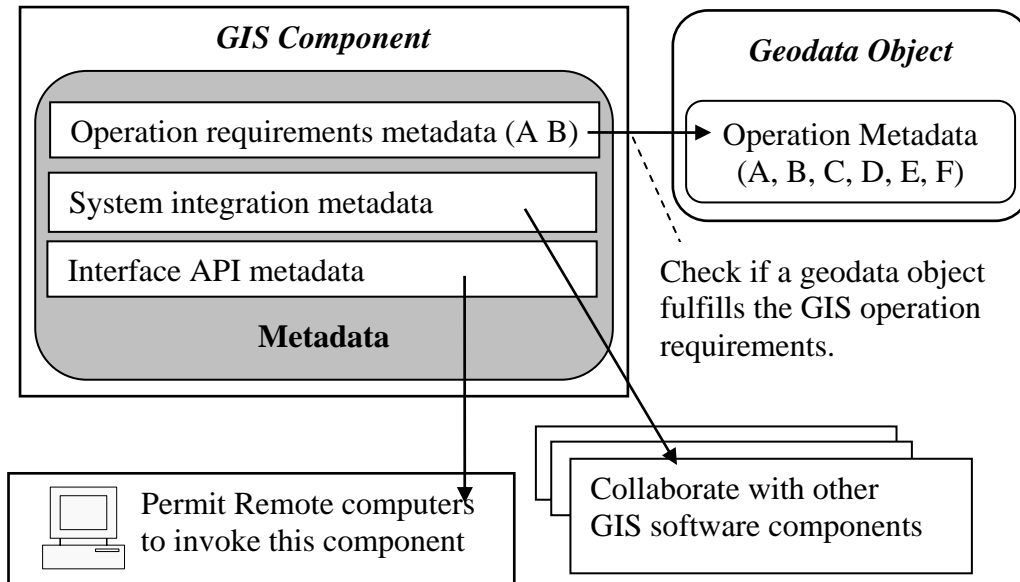 GIS Component
Operation requirements metadata (A B)
System integration metadata
Interface API metadata
Metadata
Geodata Object
Operation Metadata
(A, B, C, D, E, F)
Check if a geodata object
fulfills the GIS operation
requirements.
Permit Remote computers
to invoke this component
Collaborate with other
GIS software components